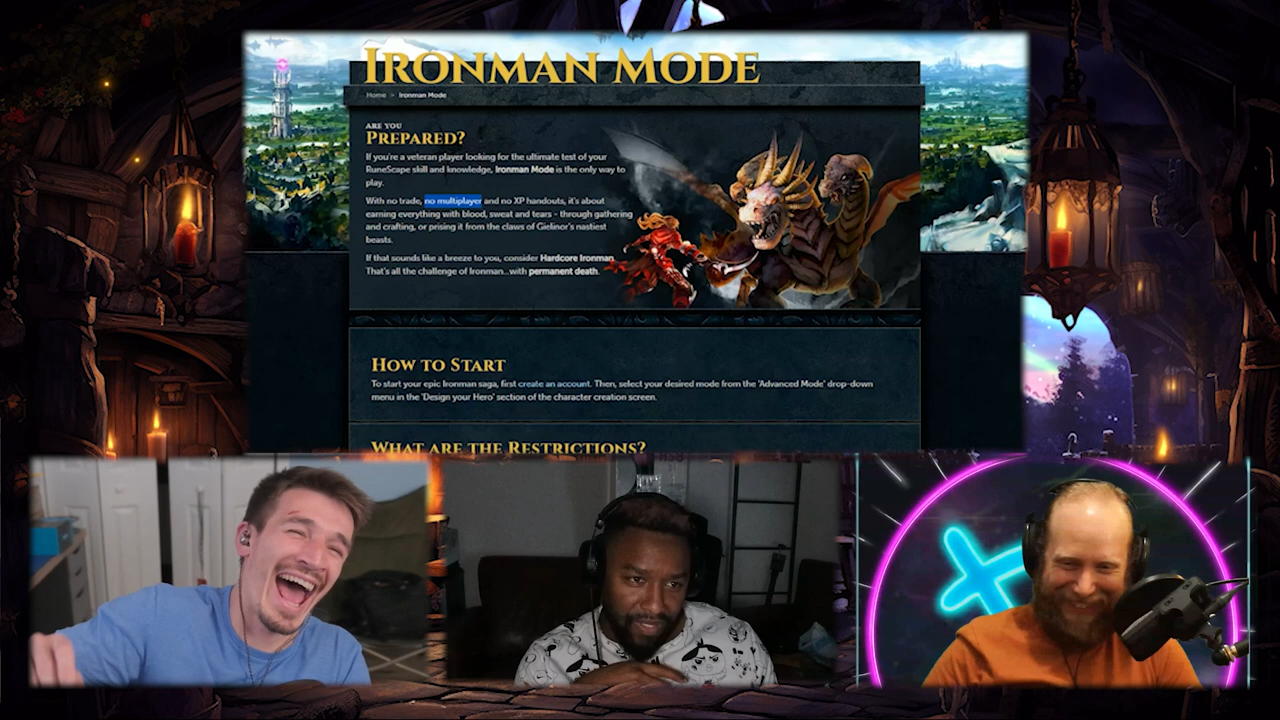 IRONMAN MODE
Home > Ironman Mode
ARE YOU
PREPARED?
If you're a veteran player looking for the ultimate test of your
RuneScape skill and knowledge, Ironman Mode is the only way to
play.
With no trade, no multiplayer and no XP handouts, it's about
earning everything with blood, sweat and tears - through gathering
and crafting, or prising it from the claws of Gielinor's nastiest
beasts.
If that sounds like a breeze to you, consider Hardcore Ironman.
That's all the challenge of Ironman...with permanent death.
HOW TO START
To start your epic Ironman saga, first create an account. Then, select your desired mode from the 'Advanced Mode' drop-down
menu in the 'Design your Hero' section of the character creation screen.
WHAT ARE THE RESTRICTIONS?